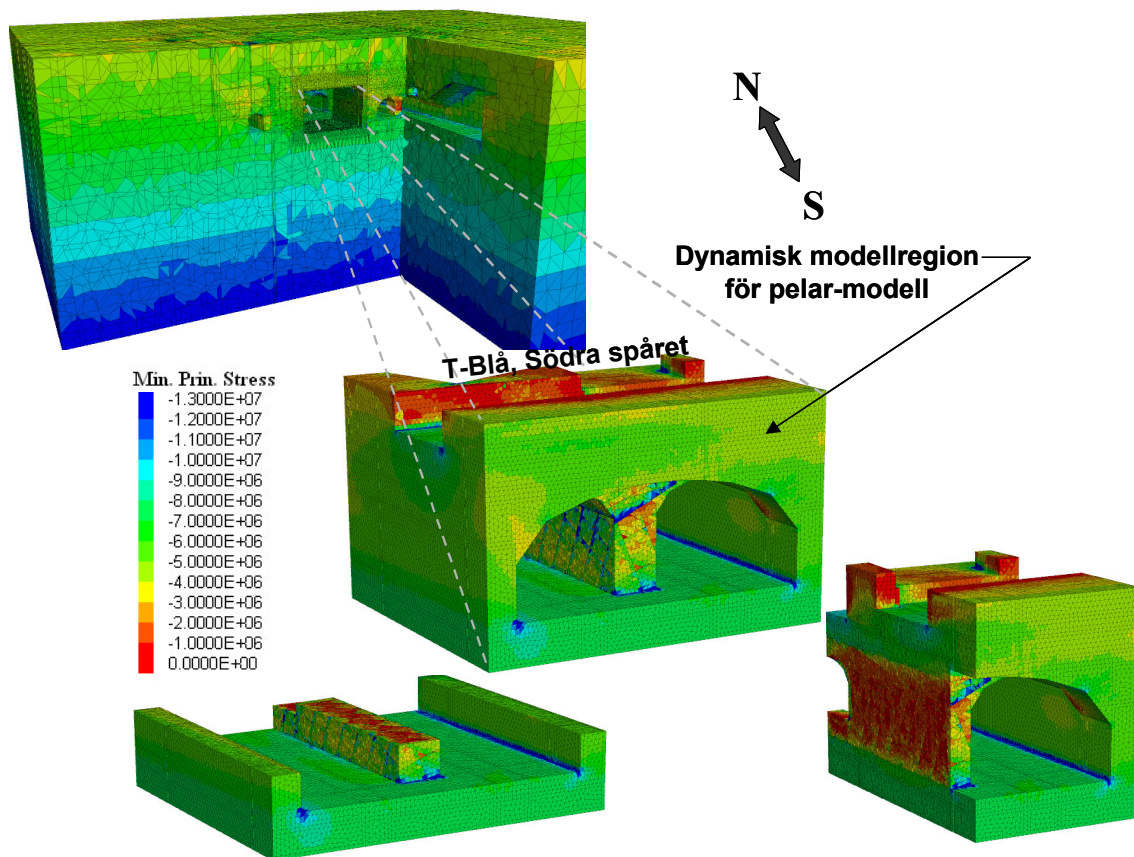 N
S
Dynamisk modellregion
för pelar-modell
T-Blå, Södra spåret
Min. Prin. Stress
-1.3000E+07
-1.2000E+07
-1.1000E+07
-1.0000E+07
-9.0000E+06
-8.0000E+06
-7.0000E+06
-6.0000E+06
-5.0000E+06
-4.0000E+06
-3.0000E+06
-2.0000E+06
-1.0000E+06
0.0000E+00